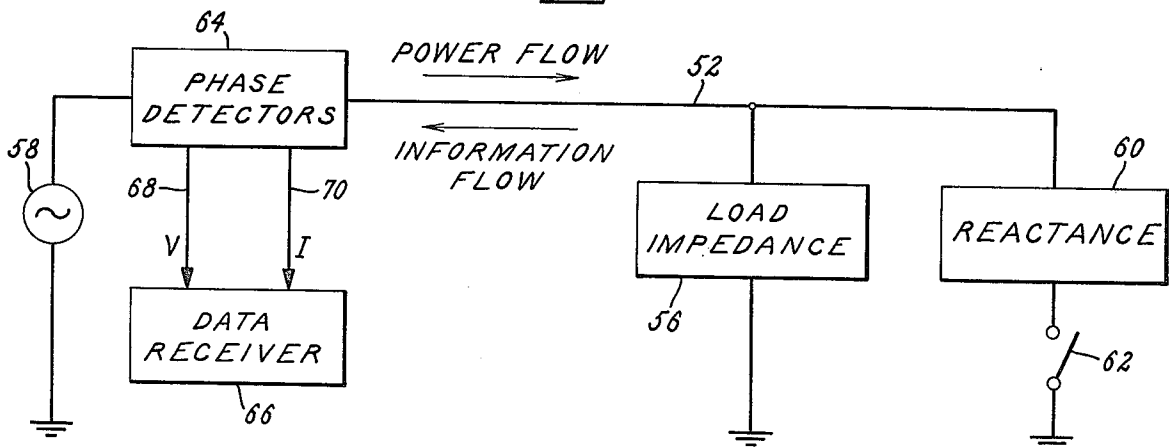 64
PHASE
DETECTORS
POWER FLOW
52
INFORMATION
FLOW
58
68
70
V
I
DATA
RECEIVER
66
LOAD
IMPEDANCE
56
60
REACTANCE
62